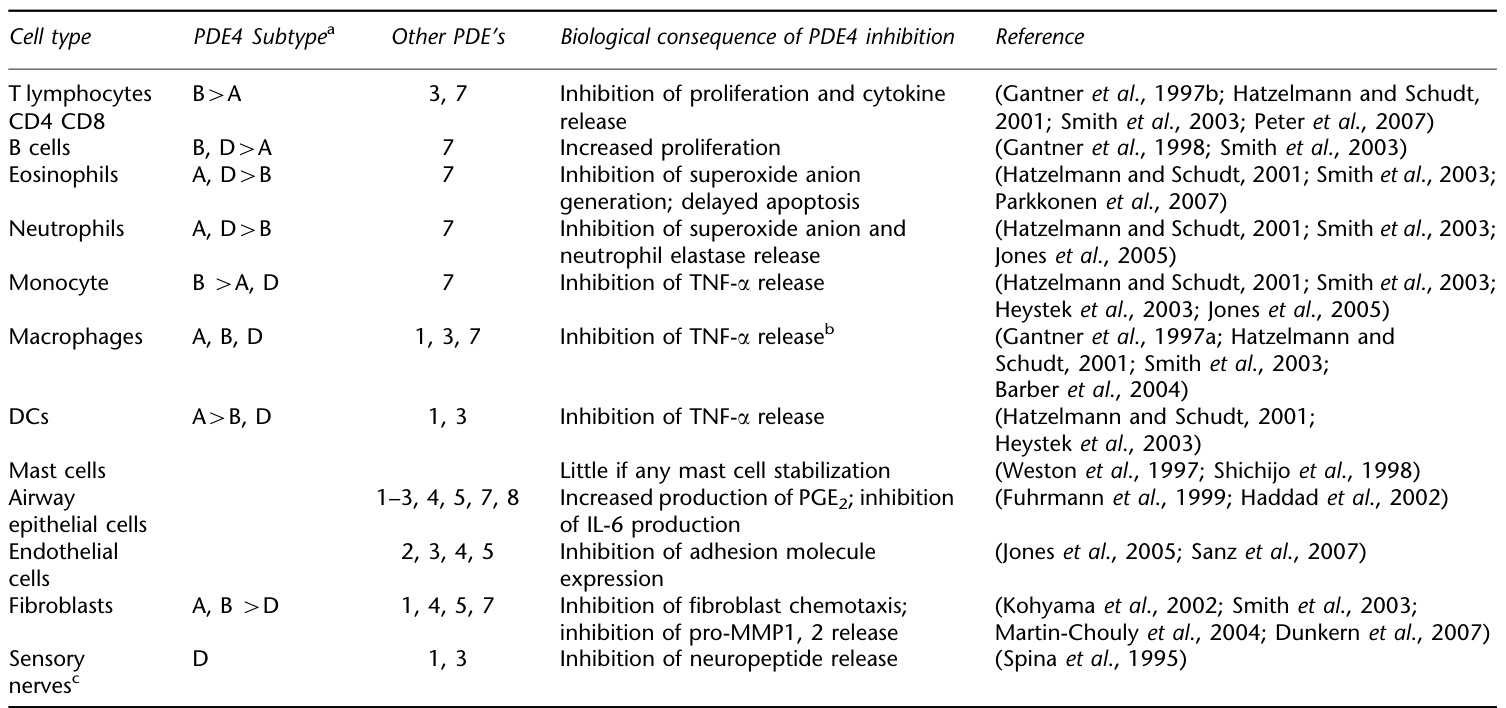 Cell type PDE4 Subtypeᵃ Other PDE's Biological consequence of PDE4 inhibition Reference
T lymphocytes B>A 3, 7 Inhibition of proliferation and cytokine (Gantner et al., 1997b; Hatzelmann and Schudt,
CD4 CD8 release 2001; Smith et al., 2003; Peter et al., 2007)
B cells B, D>A 7 Increased proliferation (Gantner et al., 1998; Smith et al., 2003)
Eosinophils A, D>B 7 Inhibition of superoxide anion (Hatzelmann and Schudt, 2001; Smith et al., 2003;
generation; delayed apoptosis Parkkonen et al., 2007)
Neutrophils A, D>B 7 Inhibition of superoxide anion and (Hatzelmann and Schudt, 2001; Smith et al., 2003;
neutrophil elastase release Jones et al., 2005)
Monocyte B >A, D 7 Inhibition of TNF-α release (Hatzelmann and Schudt, 2001; Smith et al., 2003;
Heystek et al., 2003; Jones et al., 2005)
Macrophages A, B, D 1, 3, 7 Inhibition of TNF-α releaseᵇ (Gantner et al., 1997a; Hatzelmann and
Schudt, 2001; Smith et al., 2003;
Barber et al., 2004)
DCs A>B, D 1, 3 Inhibition of TNF-α release (Hatzelmann and Schudt, 2001;
Heystek et al., 2003)
Mast cells Little if any mast cell stabilization (Weston et al., 1997; Shichijo et al., 1998)
Airway 1–3, 4, 5, 7, 8 Increased production of PGE₂; inhibition (Fuhrmann et al., 1999; Haddad et al., 2002)
epithelial cells of IL-6 production
Endothelial 2, 3, 4, 5 Inhibition of adhesion molecule (Jones et al., 2005; Sanz et al., 2007)
cells expression
Fibroblasts A, B >D 1, 4, 5, 7 Inhibition of fibroblast chemotaxis; (Kohyama et al., 2002; Smith et al., 2003;
inhibition of pro-MMP1, 2 release Martin-Chouly et al., 2004; Dunkern et al., 2007)
Sensory D 1, 3 Inhibition of neuropeptide release (Spina et al., 1995)
nervesᶜ